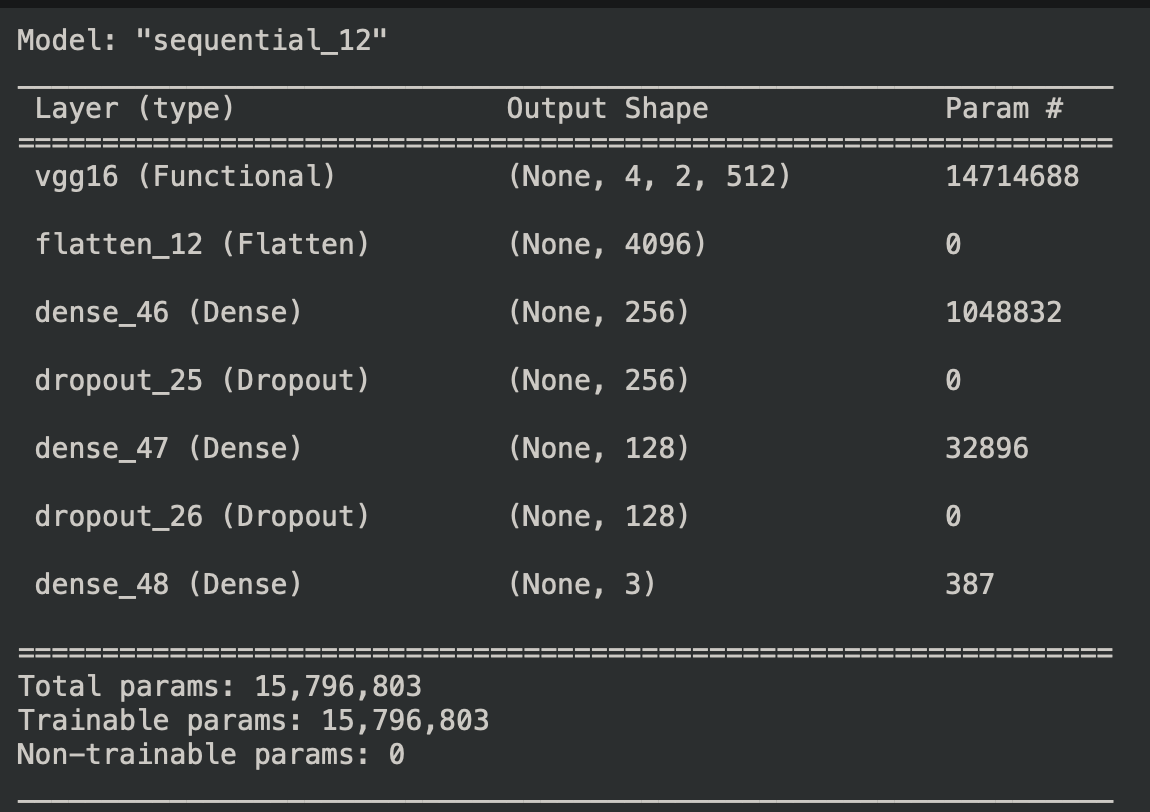 Model: "sequential_12"
_________________________________________________________________
Layer (type) Output Shape Param #
=================================================================
vgg16 (Functional) (None, 4, 2, 512) 14714688
flatten_12 (Flatten) (None, 4096) 0
dense_46 (Dense) (None, 256) 1048832
dropout_25 (Dropout) (None, 256) 0
dense_47 (Dense) (None, 128) 32896
dropout_26 (Dropout) (None, 128) 0
dense_48 (Dense) (None, 3) 387
=================================================================
Total params: 15,796,803
Trainable params: 15,796,803
Non-trainable params: 0
_________________________________________________________________